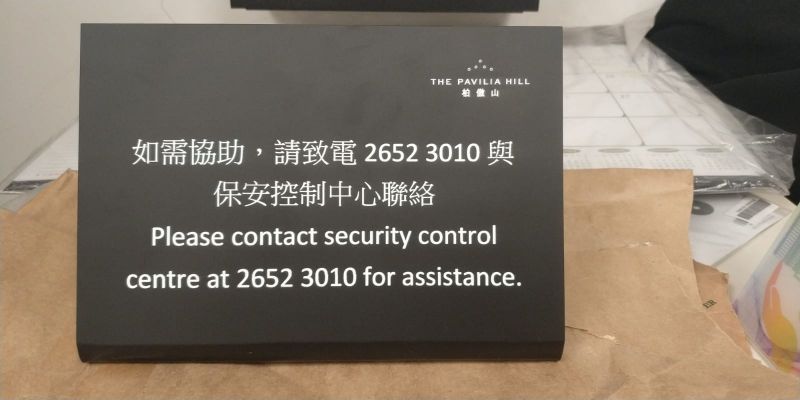 THE PAVILIA HILL
柏傲山
如需協助，請致電 2652 3010 與
保安控制中心聯絡
Please contact security control
centre at 2652 3010 for assistance.
ER